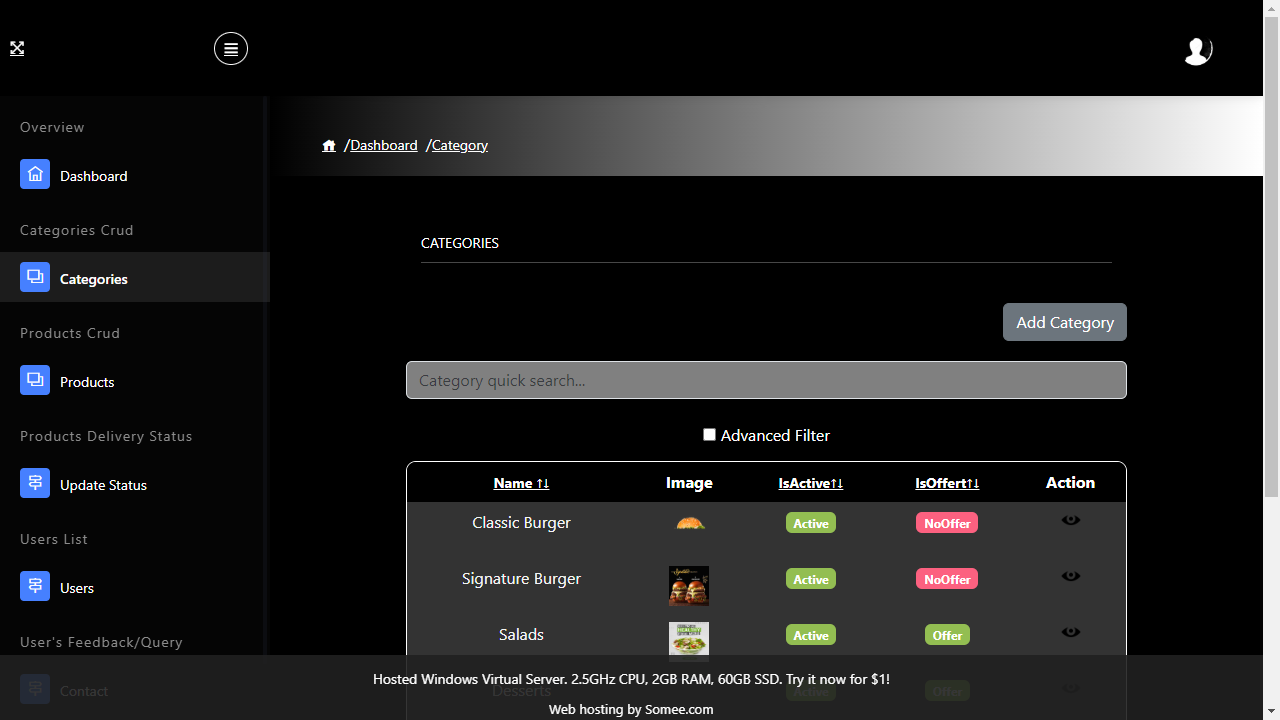 /Dashboard /Category
Overview
Dashboard
Categories Crud
Categories
Products Crud
Products
Products Delivery Status
Update Status
Users List
Users
User's Feedback/Query
Contact
CATEGORIES
Add Category
Category quick search...
Advanced Filter
Name ↑↓ Image IsActive↑↓ IsOffert↑↓ Action
Classic Burger Active NoOffer
Signature Burger Active NoOffer
Salads Active Offer
Desserts Active Offer
Hosted Windows Virtual Server. 2.5GHz CPU, 2GB RAM, 60GB SSD. Try it now for $1!
Web hosting by Somee.com